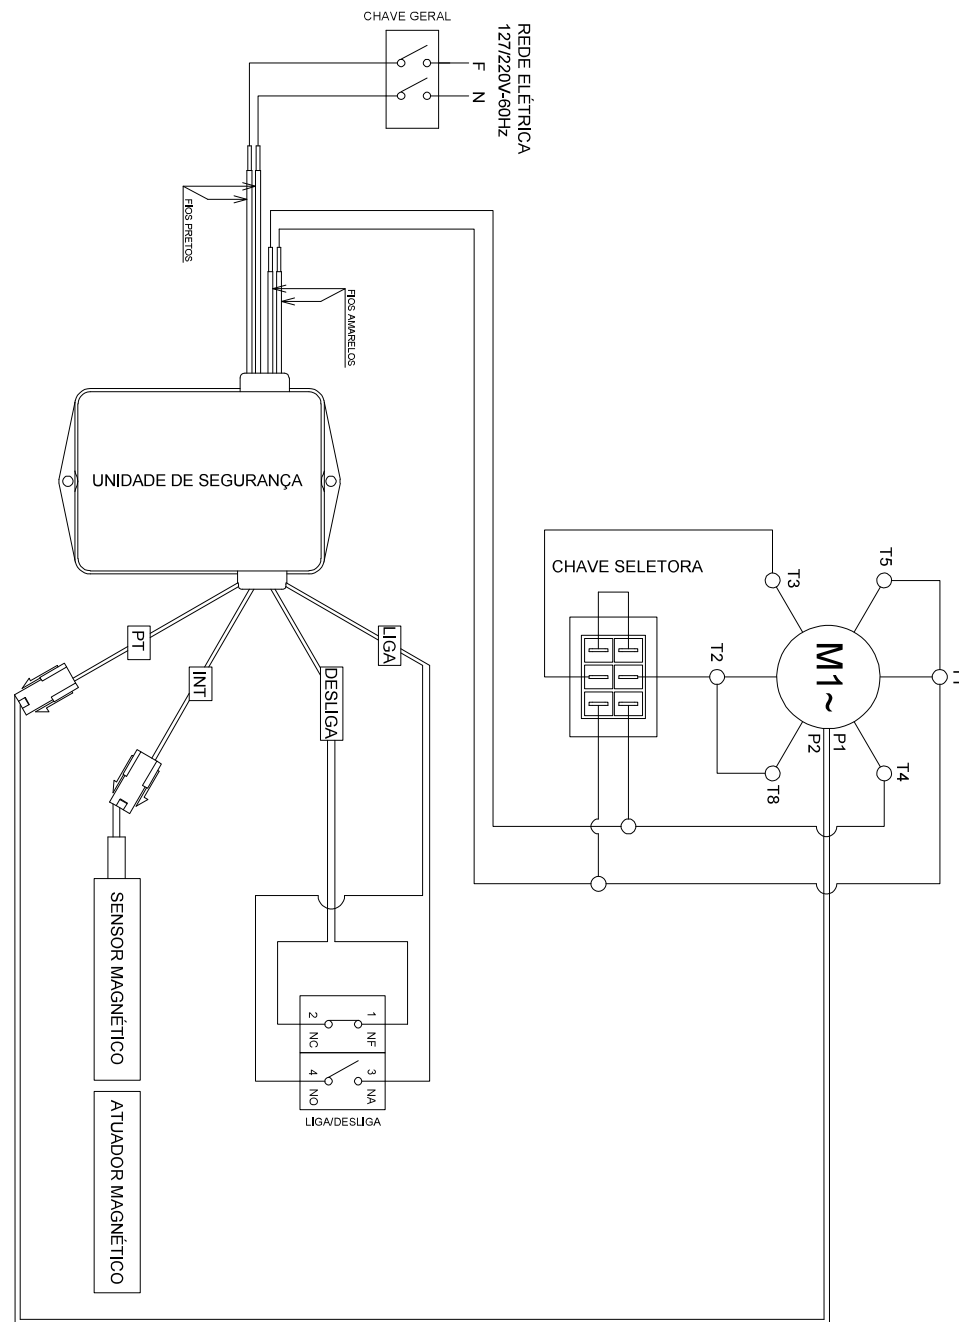 CHAVE GERAL
REDE ELÉTRICA
127/220V-60Hz
F
N
FIOS PRETOS
FIOS AMARELOS
UNIDADE DE SEGURANÇA
CHAVE SELETORA
T3
T5
T2
T1
M1~
P2
P1
T8
T4
PT
INT
DESLIGA
LIGA
SENSOR MAGNÉTICO
ATUADOR MAGNÉTICO
2
NC
1
NF
4
NO
3
NA
LIGA/DESLIGA